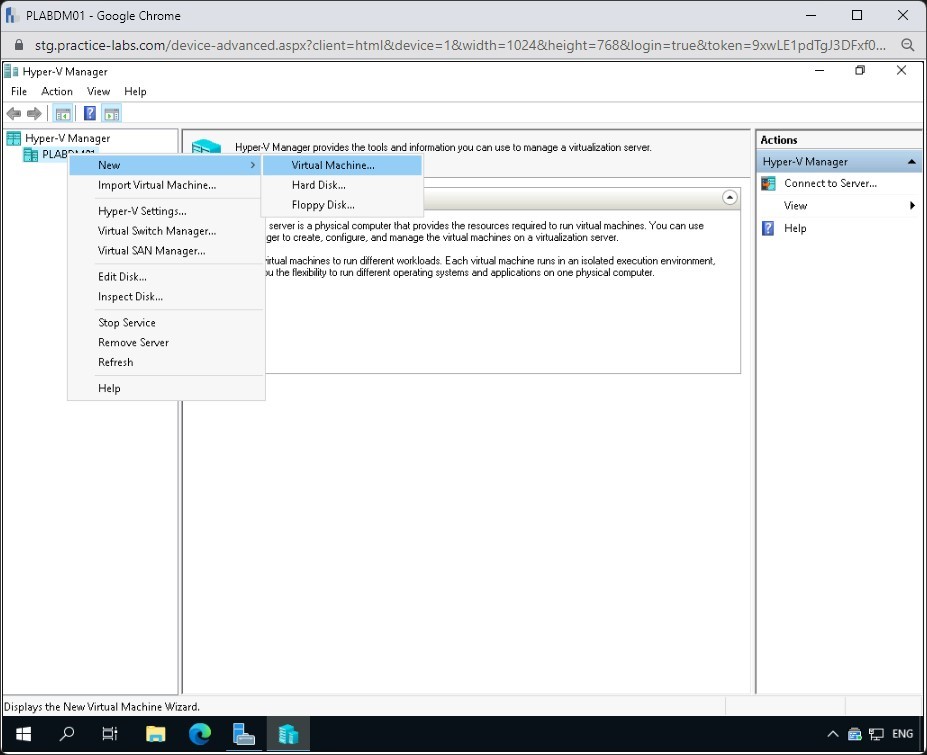 PLABDM01 - Google Chrome
stg.practice-labs.com/device-advanced.aspx?client=html&device=1&width=1024&height=768&login=true&token=9xwLE1pdTgJ3DFxf0...
Hyper-V Manager
File Action View Help
Hyper-V Manager
PLABDM01
New
Import Virtual Machine...
Hyper-V Settings...
Virtual Switch Manager...
Virtual SAN Manager...
Edit Disk...
Inspect Disk...
Stop Service
Remove Server
Refresh
Help
Virtual Machine...
Hard Disk...
Floppy Disk...
Hyper-V Manager provides the tools and information you can use to manage a virtualization server.
server is a physical computer that provides the resources required to run virtual machines. You can use
ger to create, configure, and manage the virtual machines on a virtualization server.
virtual machines to run different workloads. Each virtual machine runs in an isolated execution environment,
ou the flexibility to run different operating systems and applications on one physical computer.
Actions
Hyper-V Manager
Connect to Server...
View
Help
Displays the New Virtual Machine Wizard.
ENG